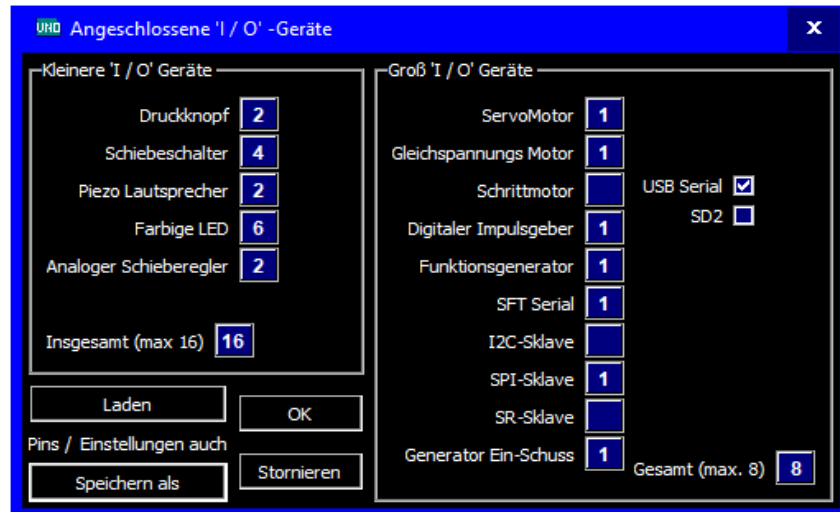 UNO Angeschlossene 'I / O' -Geräte x
Kleinere 'I / O' Geräte
Druckknopf 2
Schiebeschalter 4
Piezo Lautsprecher 2
Farbige LED 6
Analoger Schieberegler 2
Insgesamt (max 16) 16
Laden
OK
Pins / Einstellungen auch
Speichern als
Stornieren
Groß 'I / O' Geräte
ServoMotor 1
Gleichspannungs Motor 1
Schrittmotor
Digitaler Impulsgeber 1
Funktionsgenerator 1
SFT Serial 1
I2C-Sklave
SPI-Sklave 1
SR-Sklave
Generator Ein-Schuss 1
USB Serial
SD2
Gesamt (max. 8) 8